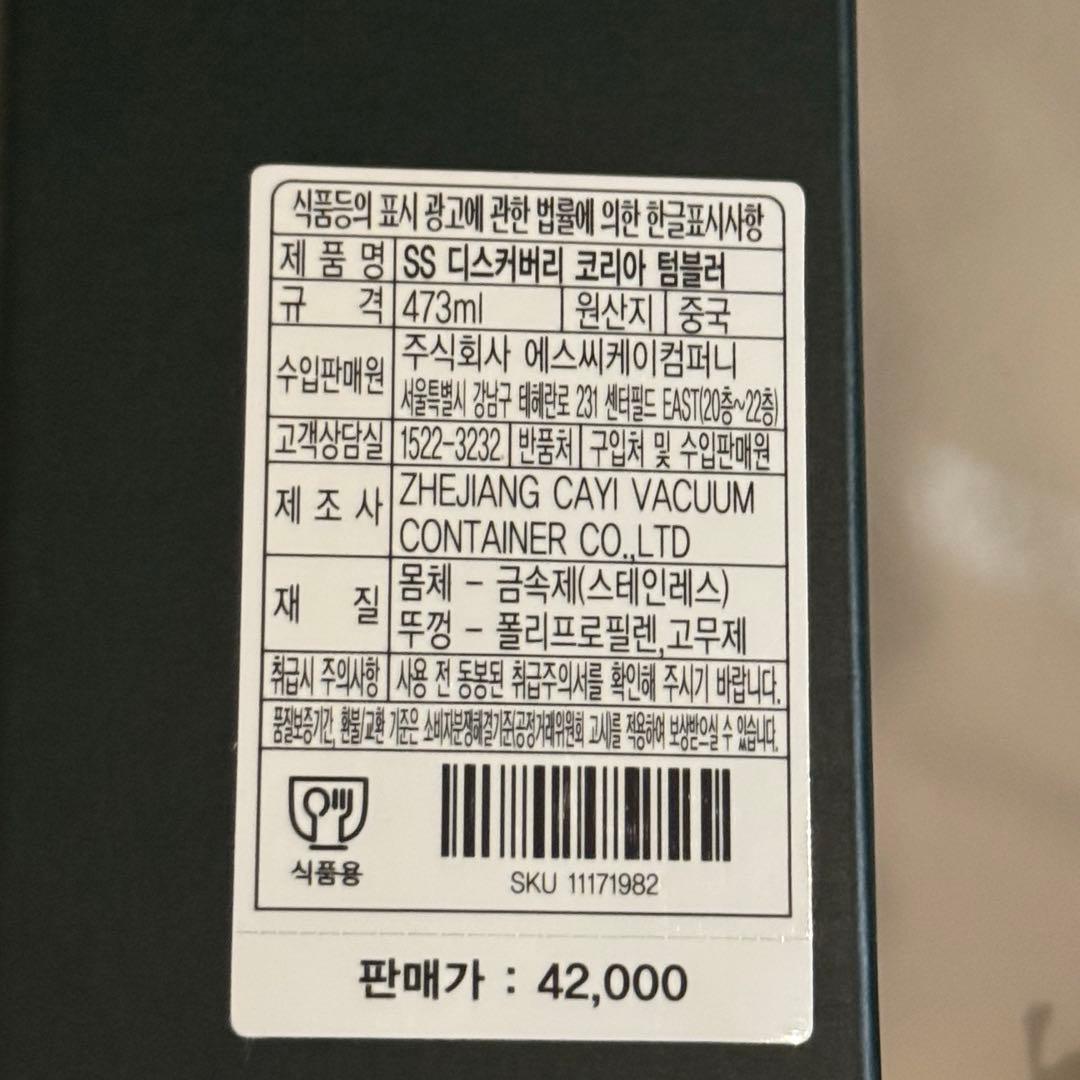 식품등의 표시 광고에 관한 법률에 의한 한글표시사항
제 품 명 SS 디스커버리 코리아 텀블러
규 격 473ml 원산지 중국
수입판매원 주식회사 에스씨케이컴퍼니
서울특별시 강남구 테헤란로 231 센터필드 EAST(20층~22층)
고객상담실 1522-3232 반품처 구입처 및 수입판매원
제 조 사 ZHEJIANG CAYI VACUUM
CONTAINER CO.,LTD
재 질 몸체 - 금속제(스테인레스)
뚜껑 - 폴리프로필렌,고무제
취급시 주의사항 사용 전 동봉된 취급주의서를 확인해 주시기 바랍니다.
품질보증기간, 환불/교환 기준은 소비자분쟁해결기준(공정거래위원회 고시)를 적용하여 보상받으실 수 있습니다.
식품용
SKU 11171982
판매가 : 42,000